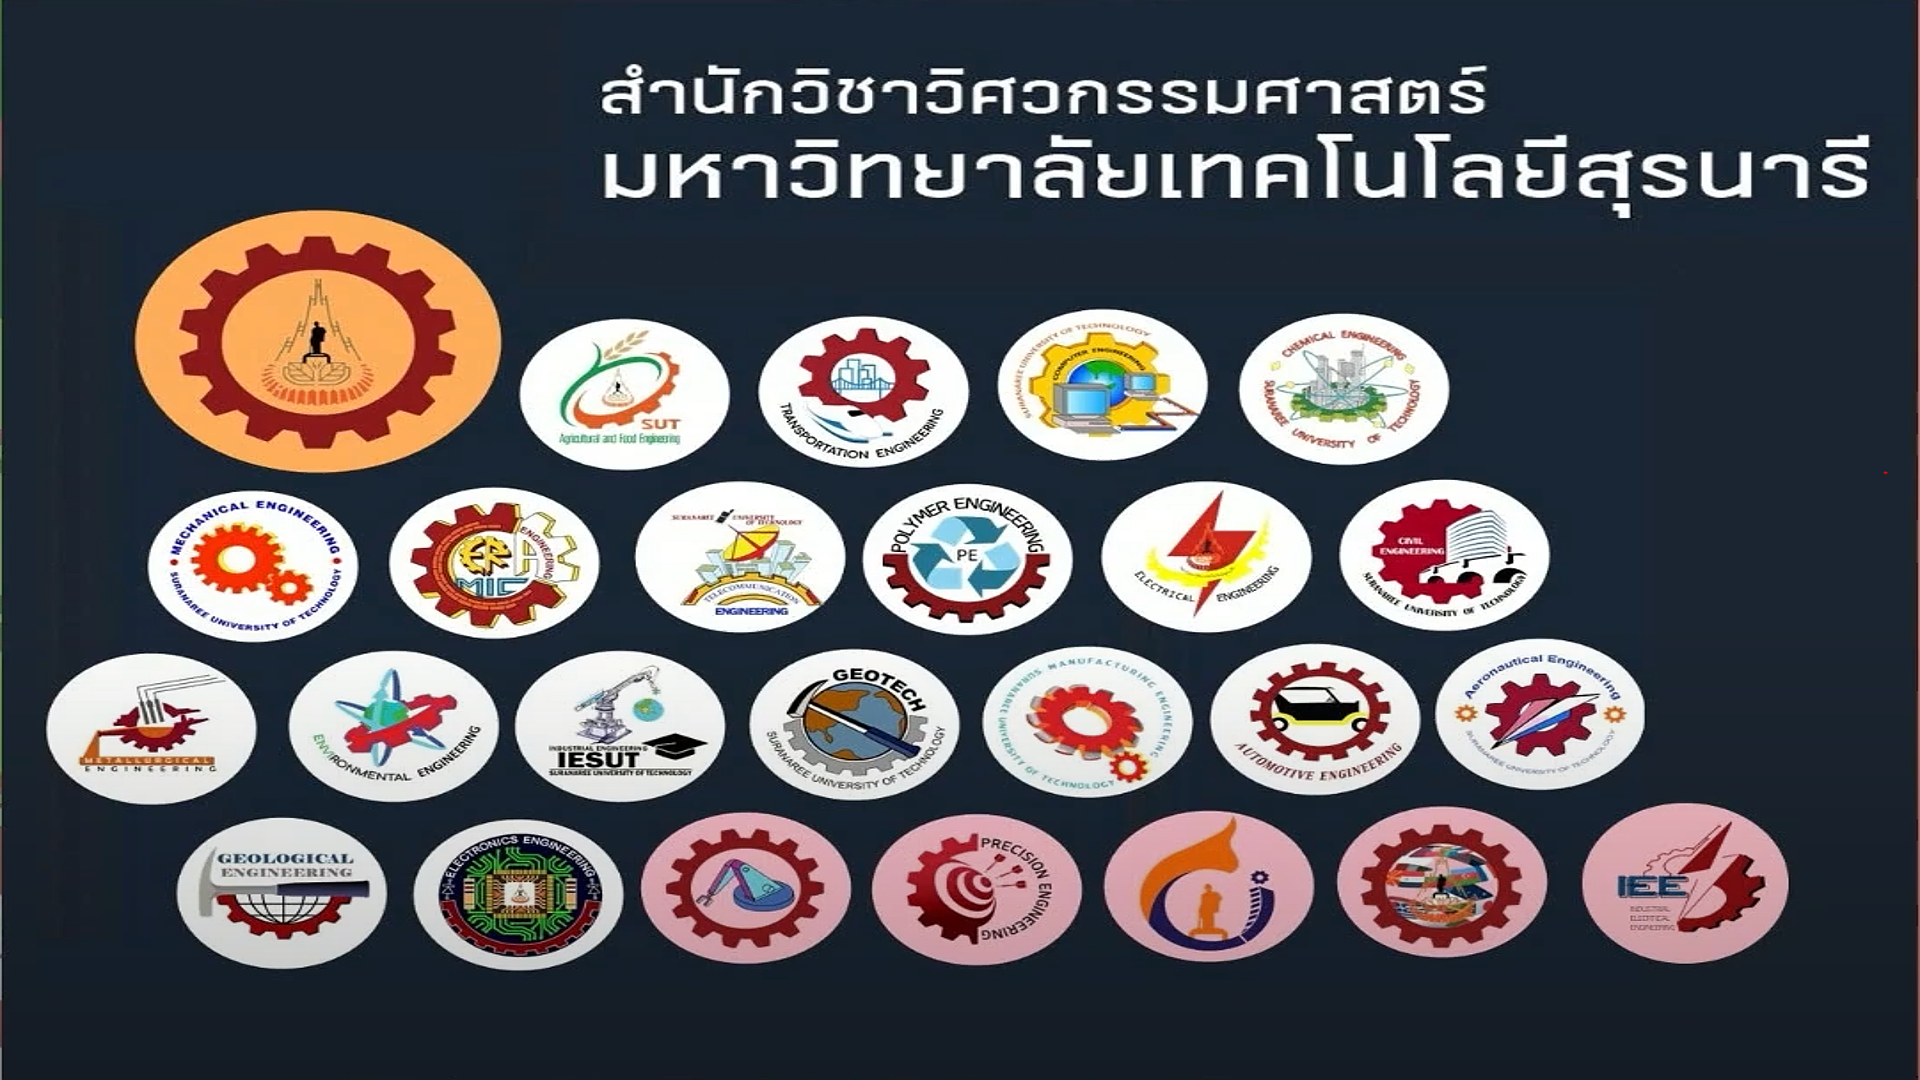 สำนักวิชาวิศวกรรมศาสตร์
มหาวิทยาลัยเทคโนโลยีสุรนารี
SUT
Agricultural and Food Engineering
TRANSPORTATION ENGINEERING
SURANAREE UNIVERSITY OF TECHNOLOGY
COMPUTER ENGINEERING
CHEMICAL ENGINEERING
SURANAREE UNIVERSITY OF TECHNOLOGY
MECHANICAL ENGINEERING
SURANAREE UNIVERSITY OF TECHNOLOGY
ENGINEERING
SURANAREE UNIVERSITY
OF TECHNOLOGY
TELECOMMUNICATION
ENGINEERING
POLYMER ENGINEERING
PE
ELECTRICAL ENGINEERING
CIVIL
ENGINEERING
SURANAREE UNIVERSITY OF TECHNOLOGY
METALLURGICAL
ENGINEERING
ENVIRONMENTAL ENGINEERING
INDUSTRIAL ENGINEERING
IESUT
SURANAREE UNIVERSITY OF TECHNOLOGY
GEOTECH
SURANAREE UNIVERSITY OF TECHNOLOGY
MANUFACTURING ENGINEERING
SURANAREE UNIVERSITY OF TECHNOLOGY
AUTOMOTIVE ENGINEERING
Aeronautical Engineering
SURANAREE UNIVERSITY OF TECHNOLOGY
GEOLOGICAL
ENGINEERING
ELECTRONICS ENGINEERING
PRECISION ENGINEERING
IEE
INDUSTRIAL
ELECTRICAL
ENGINEERING